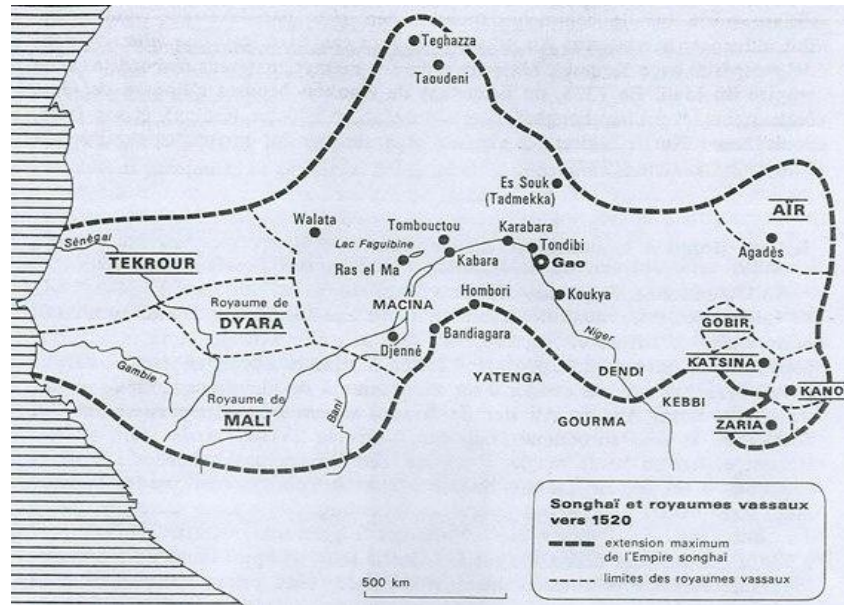 Teghazza
Taoudeni
Es Souk
(Tadmekka)
AÏR
Agadès
Walata
Tombouctou
Karabara
Tondibi
Lac Faguibine
Ras el Ma
Kabara
Gao
Sénégal
TEKROUR
Royaume de
DYARA
MACINA
Hombori
Koukya
Djenné
Bandiagara
Niger
GOBIR
KATSINA
KANO
Gambie
Royaume de
MALI
Bani
YATENGA
DENDI
GOURMA
KEBBI
ZARIA
500 km
Songhaï et royaumes vassaux
vers 1520
extension maximum
de l'Empire songhaï
limites des royaumes vassaux